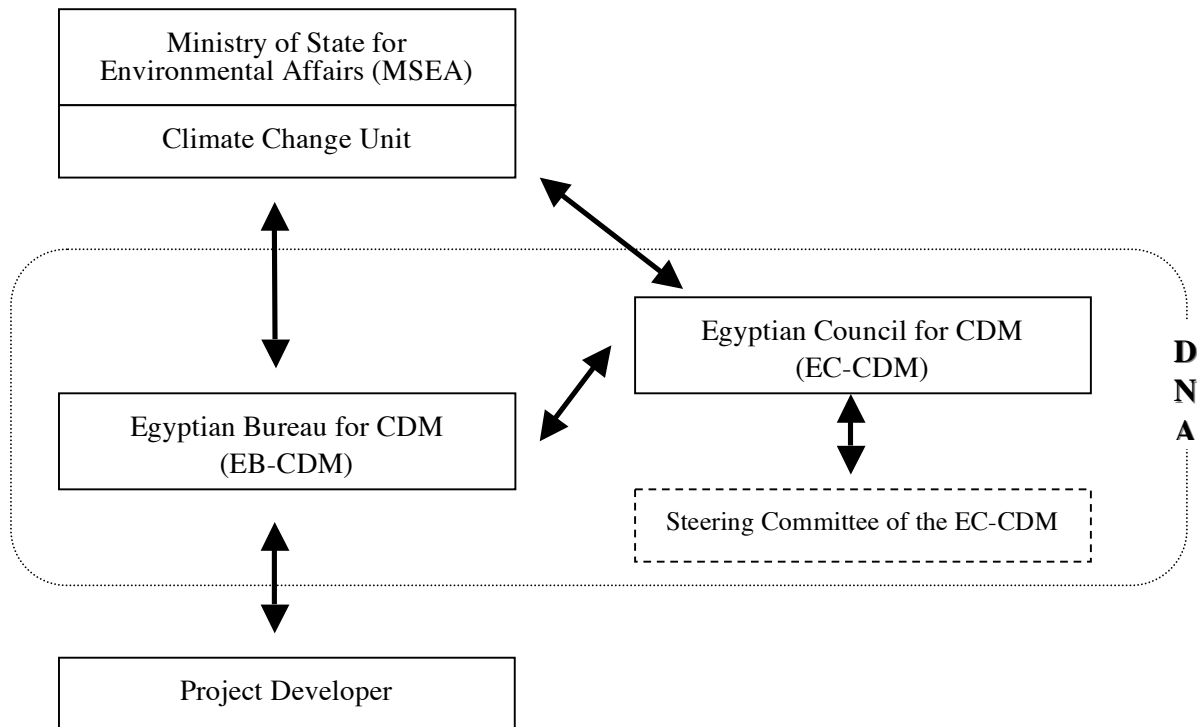 Ministry of State for
Environmental Affairs (MSEA)
Climate Change Unit
Egyptian Council for CDM
(EC-CDM)
D
N
A
Egyptian Bureau for CDM
(EB-CDM)
Steering Committee of the EC-CDM
Project Developer